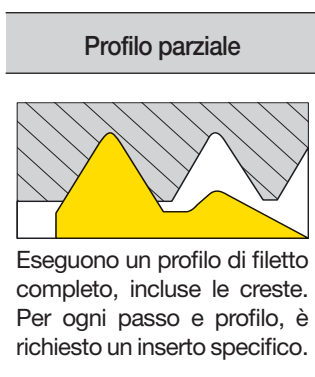 Profilo parziale
Eseguono un profilo di filetto
completo, incluse le creste.
Per ogni passo e profilo, è
richiesto un inserto specifico.